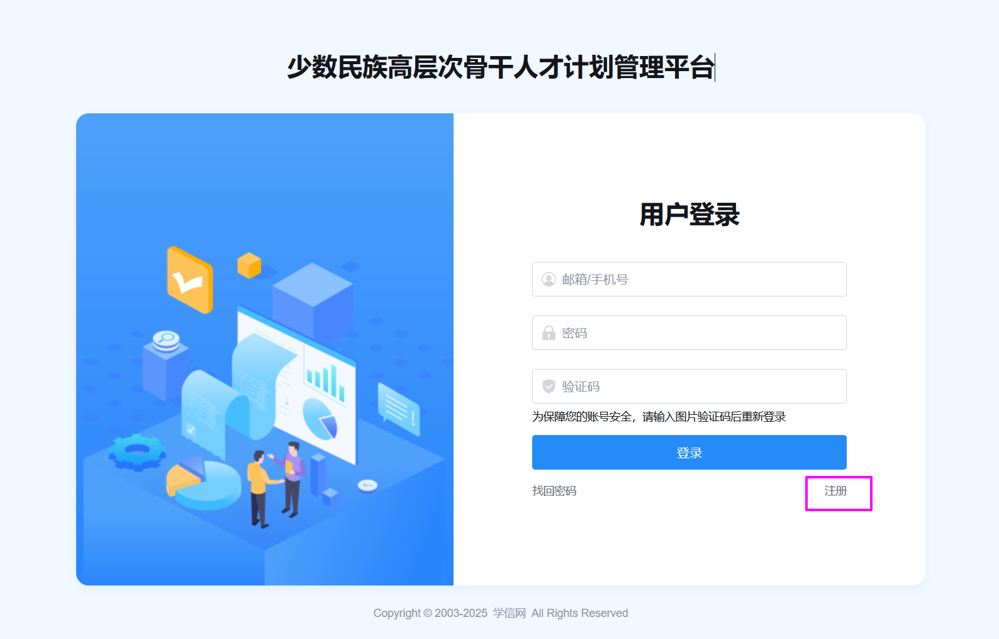 少数民族高层次骨干人才计划管理平台
用户登录
邮箱/手机号
密码
验证码
为保障您的账号安全，请输入图片验证码后重新登录
登录
找回密码
注册
Copyright © 2003-2025 学信网 All Rights Reserved